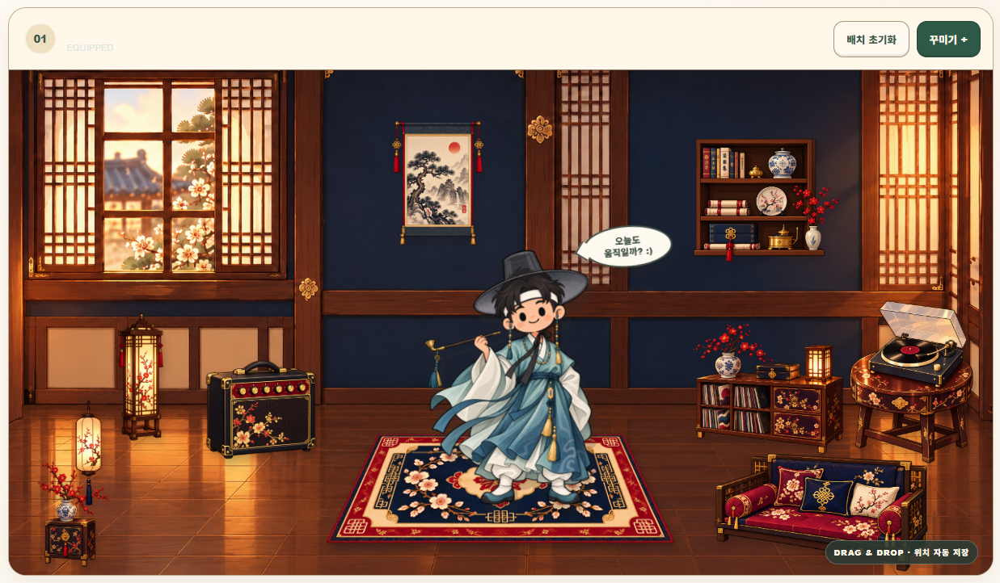 01
EQUIPPED
배치 초기화
꾸미기 +
오늘도
움직일까? :)
DRAG & DROP · 위치 자동 저장